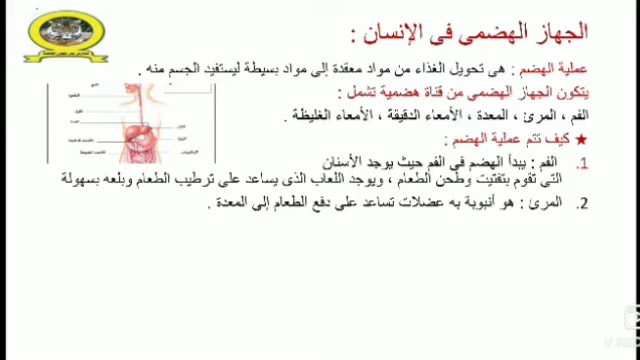 الجهاز الهضمى فى الإنسان :
عملية الهضم : هى تحويل الغذاء من مواد معقدة إلى مواد بسيطة ليستفيد الجسم منه .
يتكون الجهاز الهضمى من قناة هضمية تشمل :
الفم ، المرئ ، المعدة ، الأمعاء الدقيقة ، الأمعاء الغليظة .
★ كيف تتم عملية الهضم :
1. الفم : يبدأ الهضم في الفم حيث يوجد الأسنان
التى تقوم بتفتيت وطحن الطعام ، ويوجد اللعاب الذى يساعد على ترطيب الطعام وبلعه بسهولة
2. المرئ : هو أنبوبة به عضلات تساعد على دفع الطعام إلى المعدة .